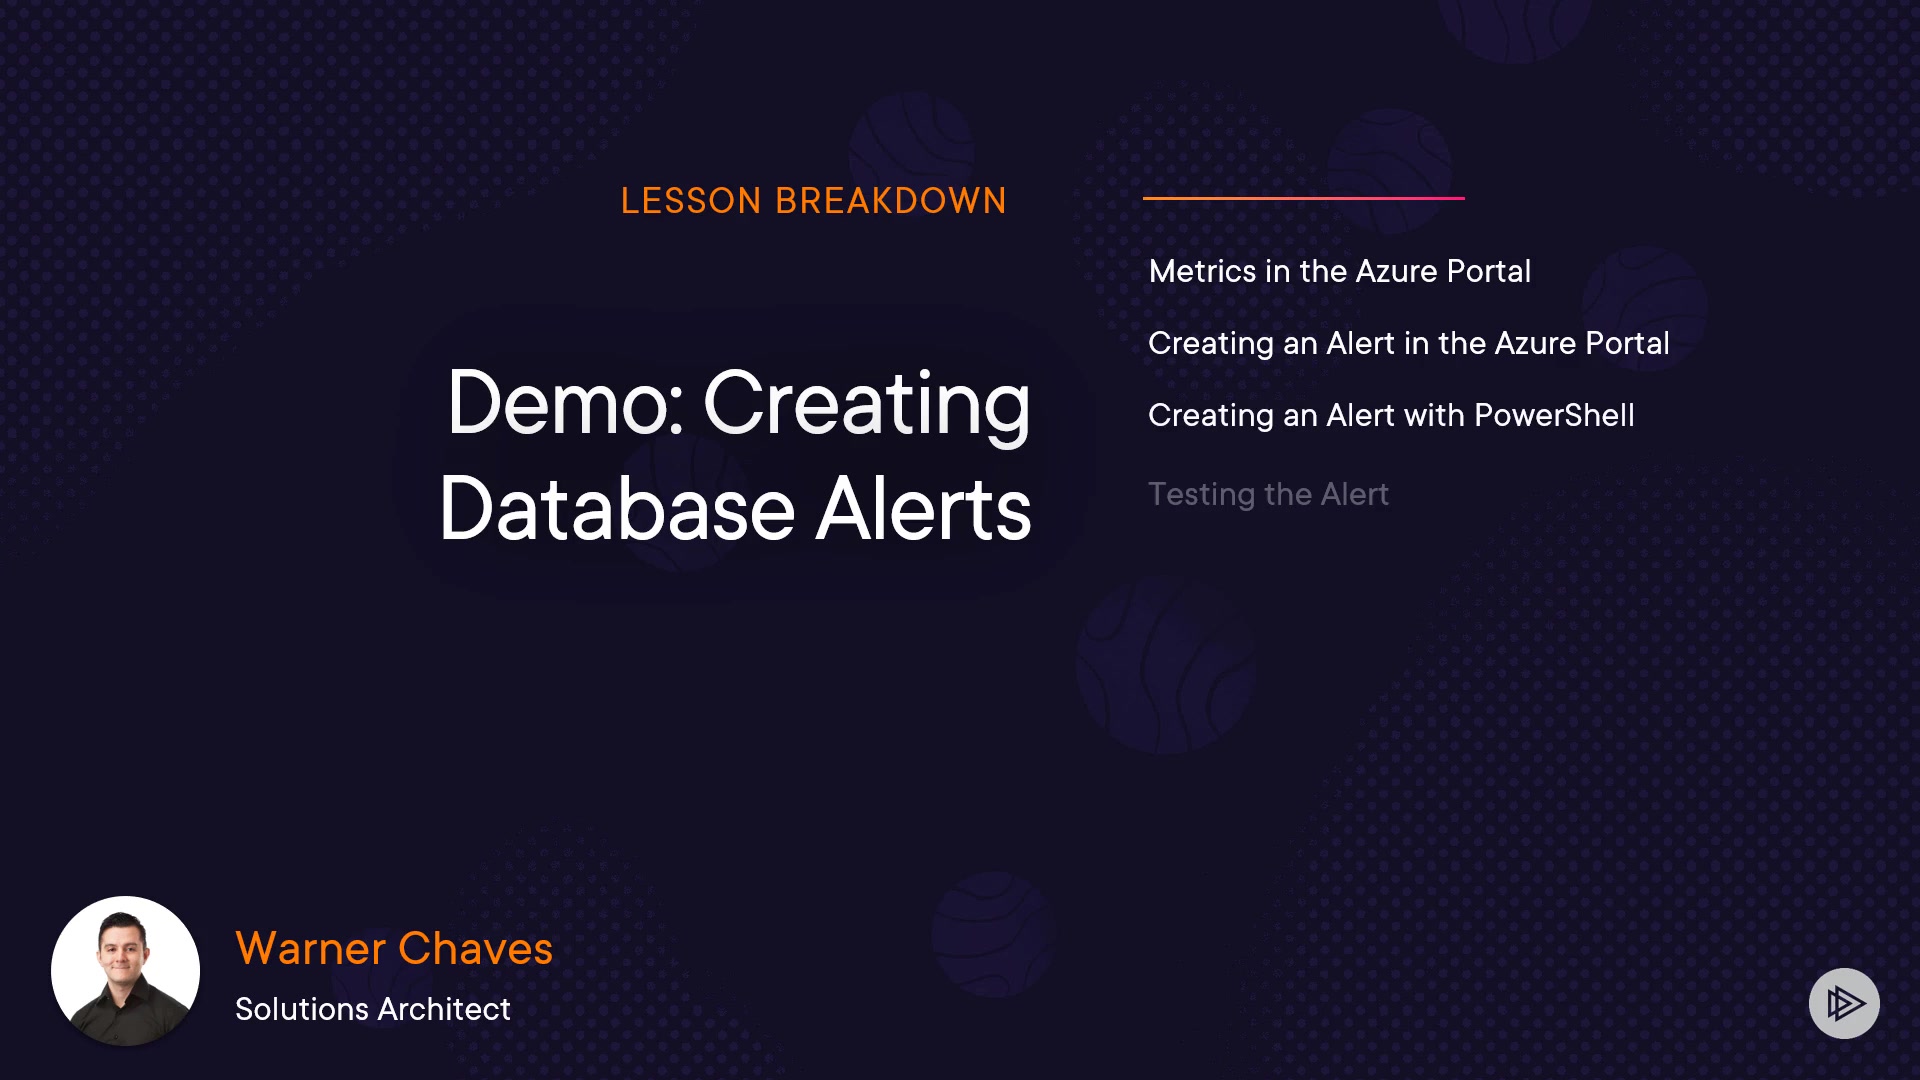 LESSON BREAKDOWN
Demo: Creating
Database Alerts
Metrics in the Azure Portal
Creating an Alert in the Azure Portal
Creating an Alert with PowerShell
Testing the Alert
Warner Chaves
Solutions Architect